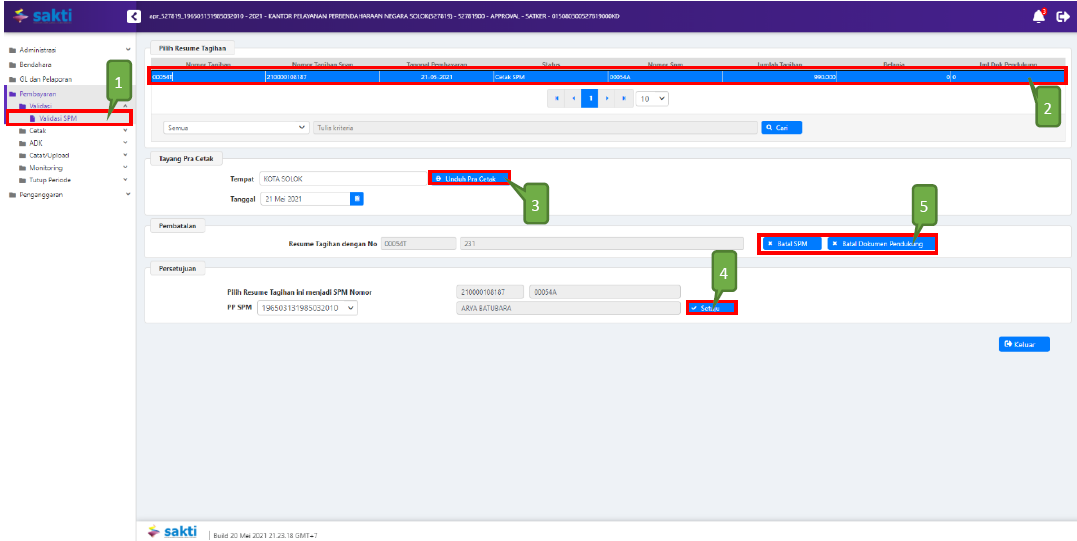 sakti
apr_527819_196503131985032010 - 2021 - KANTOR PELAYANAN PERBENDAHARAAN NEGARA SOLOK(527819) - 52781900 - APPROVAL - SATKER - 015080300527819000KD
3
Administrasi
Bendahara
GL dan Pelaporan
Pembayaran
Validasi
Validasi SPM
Cetak
ADK
Catat/Upload
Monitoring
Tutup Periode
Penganggaran
1
Pilih Resume Tagihan
Nomor Tagihan Nomor Tagihan Span Tanggal Pembayaran Status Nomor Spm Jumlah Tagihan Belanja Jml Dok Pendukung
00054T 210000108187 21-05-2021 Cetak SPM 00054A 990.000 0 0
2
1 10
Semua Tulis kriteria Cari
Tayang Pra Cetak
Tempat KOTA SOLOK Unduh Pra Cetak
Tanggal 21 Mei 2021
3
Pembatalan
Resume Tagihan dengan No 00054T 231 Batal SPM Batal Dokumen Pendukung
5
Persetujuan
Pilih Resume Tagihan Ini menjadi SPM Nomor 210000108187 00054A
PP SPM 196503131985032010 ARYA BATUBARA Setuju
4
Keluar
sakti Build 20 Mei 2021 21.23.18 GMT+7